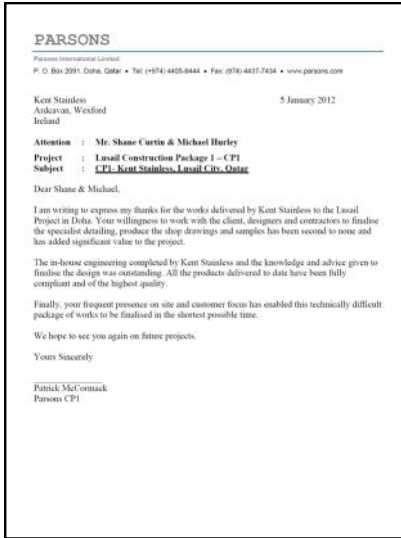 PARSONS
Parsons International Limited
P. O. Box 2091, Doha, Qatar • Tel: (+974) 4405-8444 • Fax: (974) 4437-7434 • www.parsons.com
Kent Stainless 5 January 2012
Ardcavan, Wexford
Ireland
Attention : Mr. Shane Curtin & Michael Hurley
Project : Lusail Construction Package 1 – CP1
Subject : CP1- Kent Stainless, Lusail City, Qatar
Dear Shane & Michael,
I am writing to express my thanks for the works delivered by Kent Stainless to the Lusail
Project in Doha. Your willingness to work with the client, designers and contractors to finalise
the specialist detailing, produce the shop drawings and samples has been second to none and
has added significant value to the project.
The in-house engineering completed by Kent Stainless and the knowledge and advice given to
finalise the design was outstanding. All the products delivered to date have been fully
compliant and of the highest quality.
Finally, your frequent presence on site and customer focus has enabled this technically difficult
package of works to be finalised in the shortest possible time.
We hope to see you again on future projects.
Yours Sincerely
Patrick McCormack
Parsons CP1